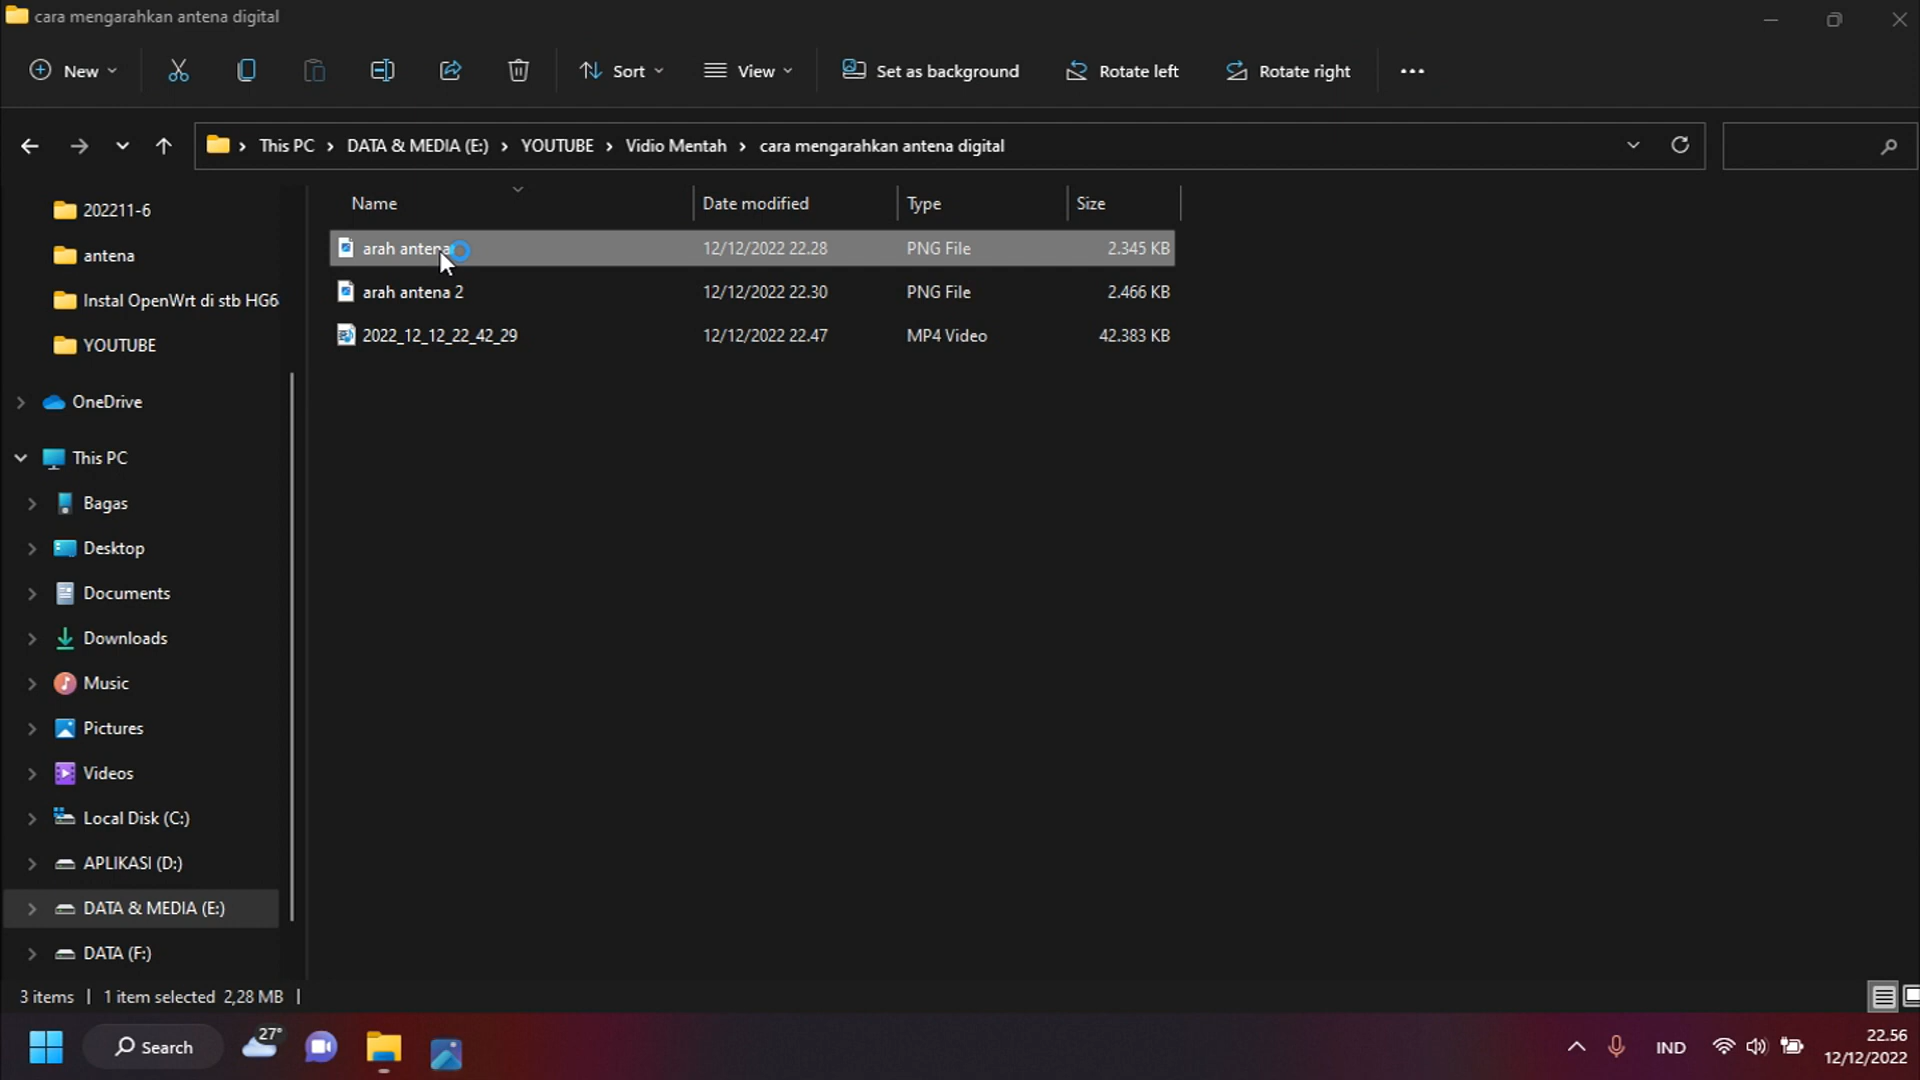 cara mengarahkan antena digital
New
Sort
View
Set as background
Rotate left
Rotate right
This PC
DATA & MEDIA (E:)
YOUTUBE
Vidio Mentah
cara mengarahkan antena digital
202211-6
antena
Instal OpenWrt di stb HG6
YOUTUBE
OneDrive
This PC
Bagas
Desktop
Documents
Downloads
Music
Pictures
Videos
Local Disk (C:)
APLIKASI (D:)
DATA & MEDIA (E:)
DATA (F:)
Name Date modified Type Size
arah antena 12/12/2022 22.28 PNG File 2.345 KB
arah antena 2 12/12/2022 22.30 PNG File 2.466 KB
2022_12_12_22_42_29 12/12/2022 22.47 MP4 Video 42.383 KB
3 items 1 item selected 2,28 MB
Search
27°
IND
22.56
12/12/2022